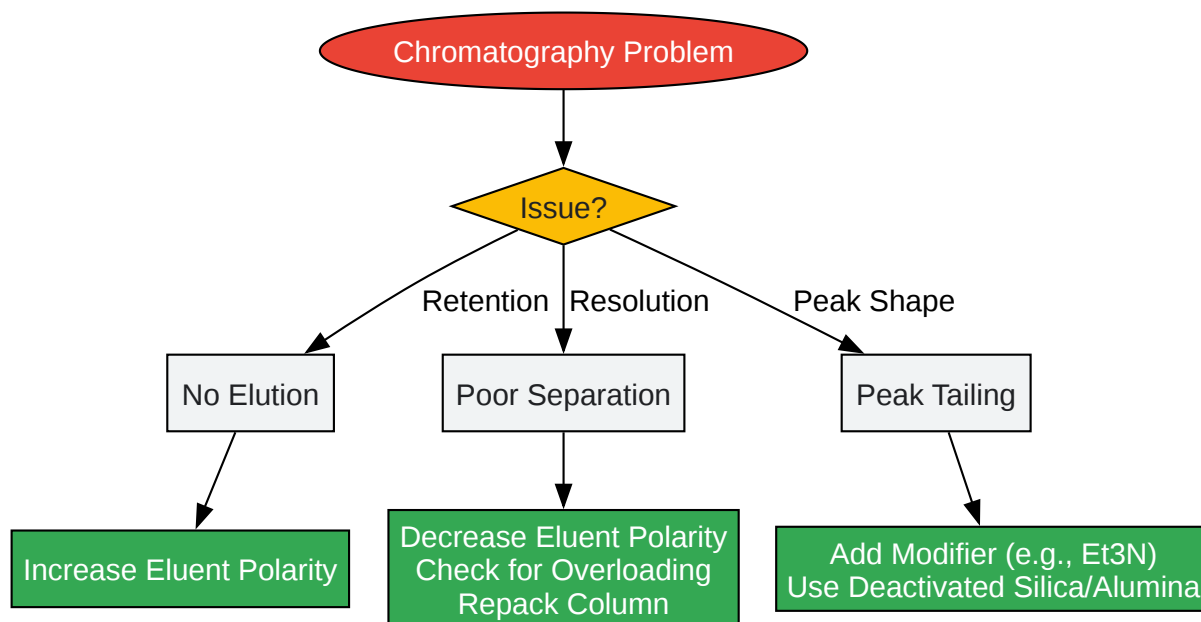 Chromatography Problem
Issue?
Retention
Resolution
Peak Shape
No Elution
Poor Separation
Peak Tailing
Increase Eluent Polarity
Decrease Eluent Polarity
Check for Overloading
Repack Column
Add Modifier (e.g., Et3N)
Use Deactivated Silica/Alumina